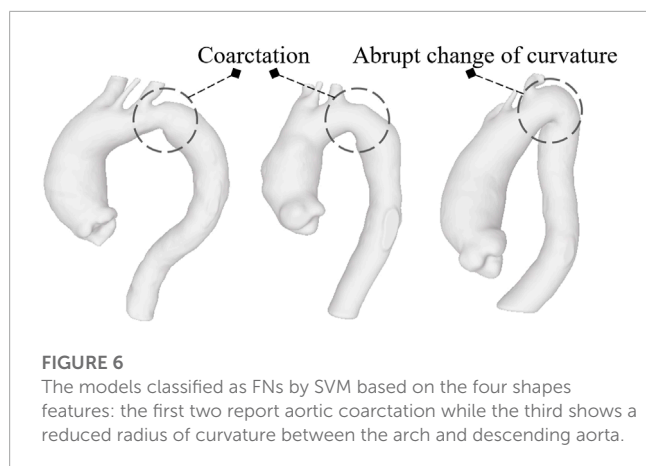 Coarctation
Abrupt change of curvature
FIGURE 6
The models classified as FNs by SVM based on the four shapes
features: the first two report aortic coarctation while the third shows a
reduced radius of curvature between the arch and descending aorta.